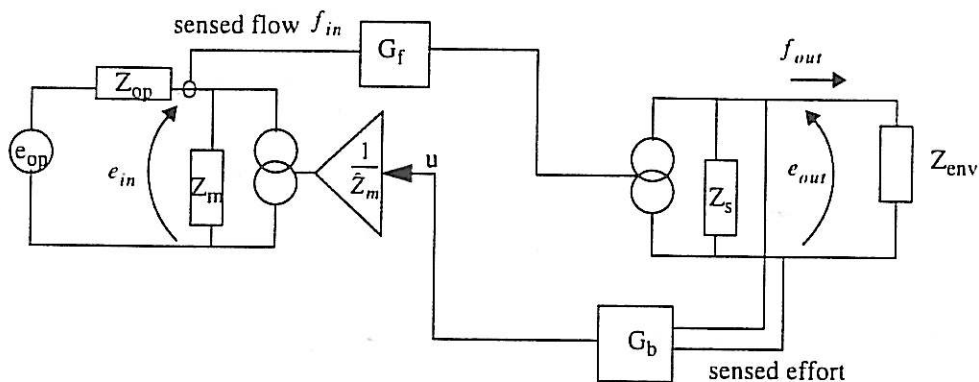 sensed flow f_in
G_f
f_out
Z_op
e_op
e_in
Z_m
1
Ẑ_m
u
Z_s
e_out
Z_env
G_b
sensed effort